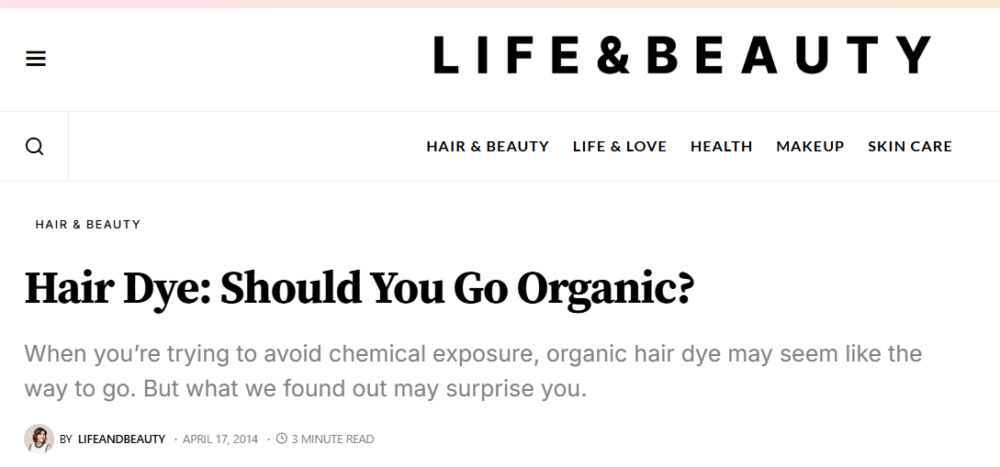 LIFE&BEAUTY
HAIR & BEAUTY LIFE & LOVE HEALTH MAKEUP SKIN CARE
HAIR & BEAUTY
Hair Dye: Should You Go Organic?
When you’re trying to avoid chemical exposure, organic hair dye may seem like the
way to go. But what we found out may surprise you.
BY LIFEANDBEAUTY · APRIL 17, 2014 · 3 MINUTE READ